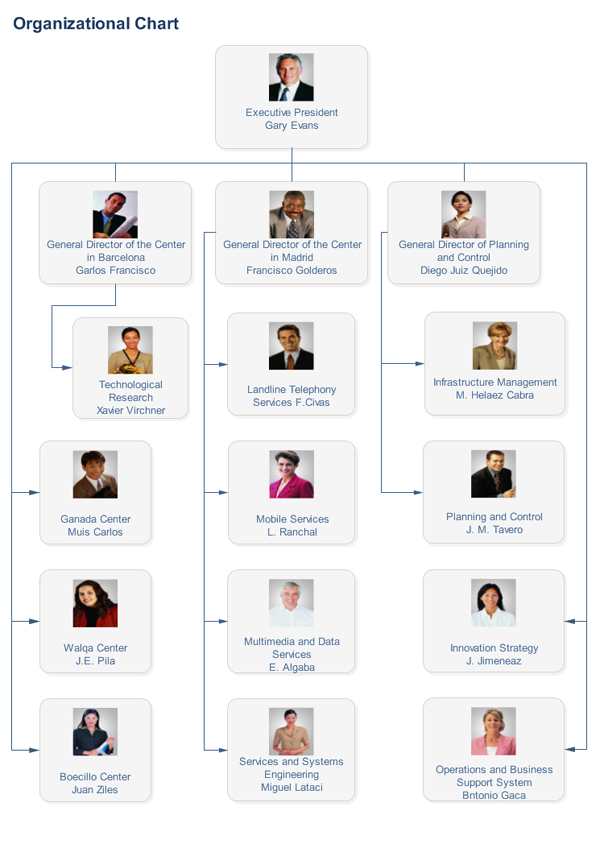 Organizational Chart
Executive President
Gary Evans
General Director of the Center
in Barcelona
Garlos Francisco
General Director of the Center
in Madrid
Francisco Golderos
General Director of Planning
and Control
Diego Juiz Quejido
Technological
Research
Xavier Virchner
Landline Telephony
Services F.Civas
Infrastructure Management
M. Helaez Cabra
Ganada Center
Muis Carlos
Mobile Services
L. Ranchal
Planning and Control
J. M. Tavero
Walqa Center
J.E. Pila
Multimedia and Data
Services
E. Algaba
Innovation Strategy
J. Jimeneaz
Boecillo Center
Juan Ziles
Services and Systems
Engineering
Miguel Lataci
Operations and Business
Support System
Bntonio Gaca